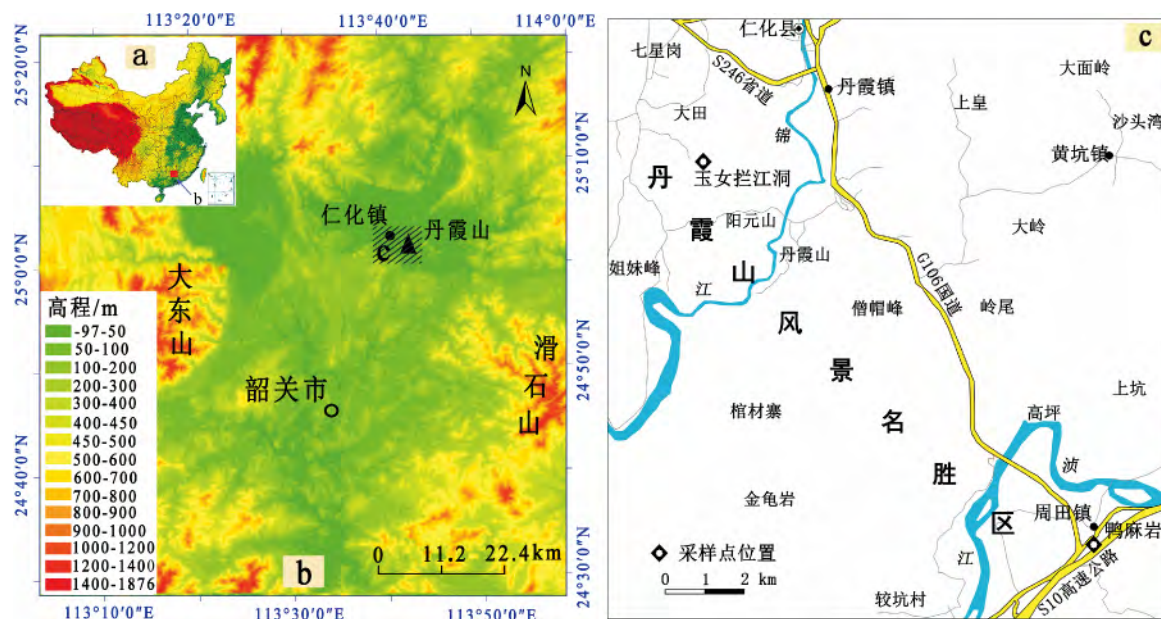 113°20′0″E
113°40′0″E
114°0′0″E
25°20′0″N
25°10′0″N
25°0′0″N
24°40′0″N
a
b
N
仁化镇
丹霞山
c
大东山
韶关市
滑石山
高程/m
-97-50
50-100
100-200
200-300
300-400
400-450
450-500
500-600
600-700
700-800
800-900
900-1000
1000-1200
1200-1400
1400-1876
0 11.2 22.4km
b
24°50′0″N
24°30′0″N
113°10′0″E
113°30′0″E
113°50′0″E
c
仁化县
七星岗
S246省道
丹霞镇
大面岭
上皇
沙头湾
大田
锦
黄坑镇
玉女拦江洞
丹霞山风景名胜区
阳元山
大岭
丹霞山
姐妹峰
江
G106国道
僧帽峰
岭尾
棺材寨
上坑
高坪
浈
金龟岩
周田镇
鸭麻岩
采样点位置
0 1 2 km
江
S10高速公路
较坑村